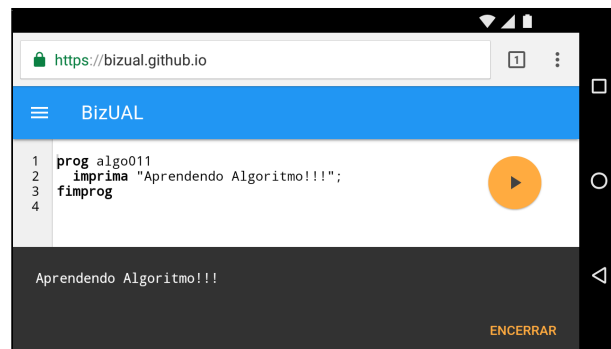 https://bizual.github.io
1
BizUAL
1 prog algo011
2 imprima "Aprendendo Algoritmo!!!";
3 fimprog
4
Aprendendo Algoritmo!!!
ENCERRAR